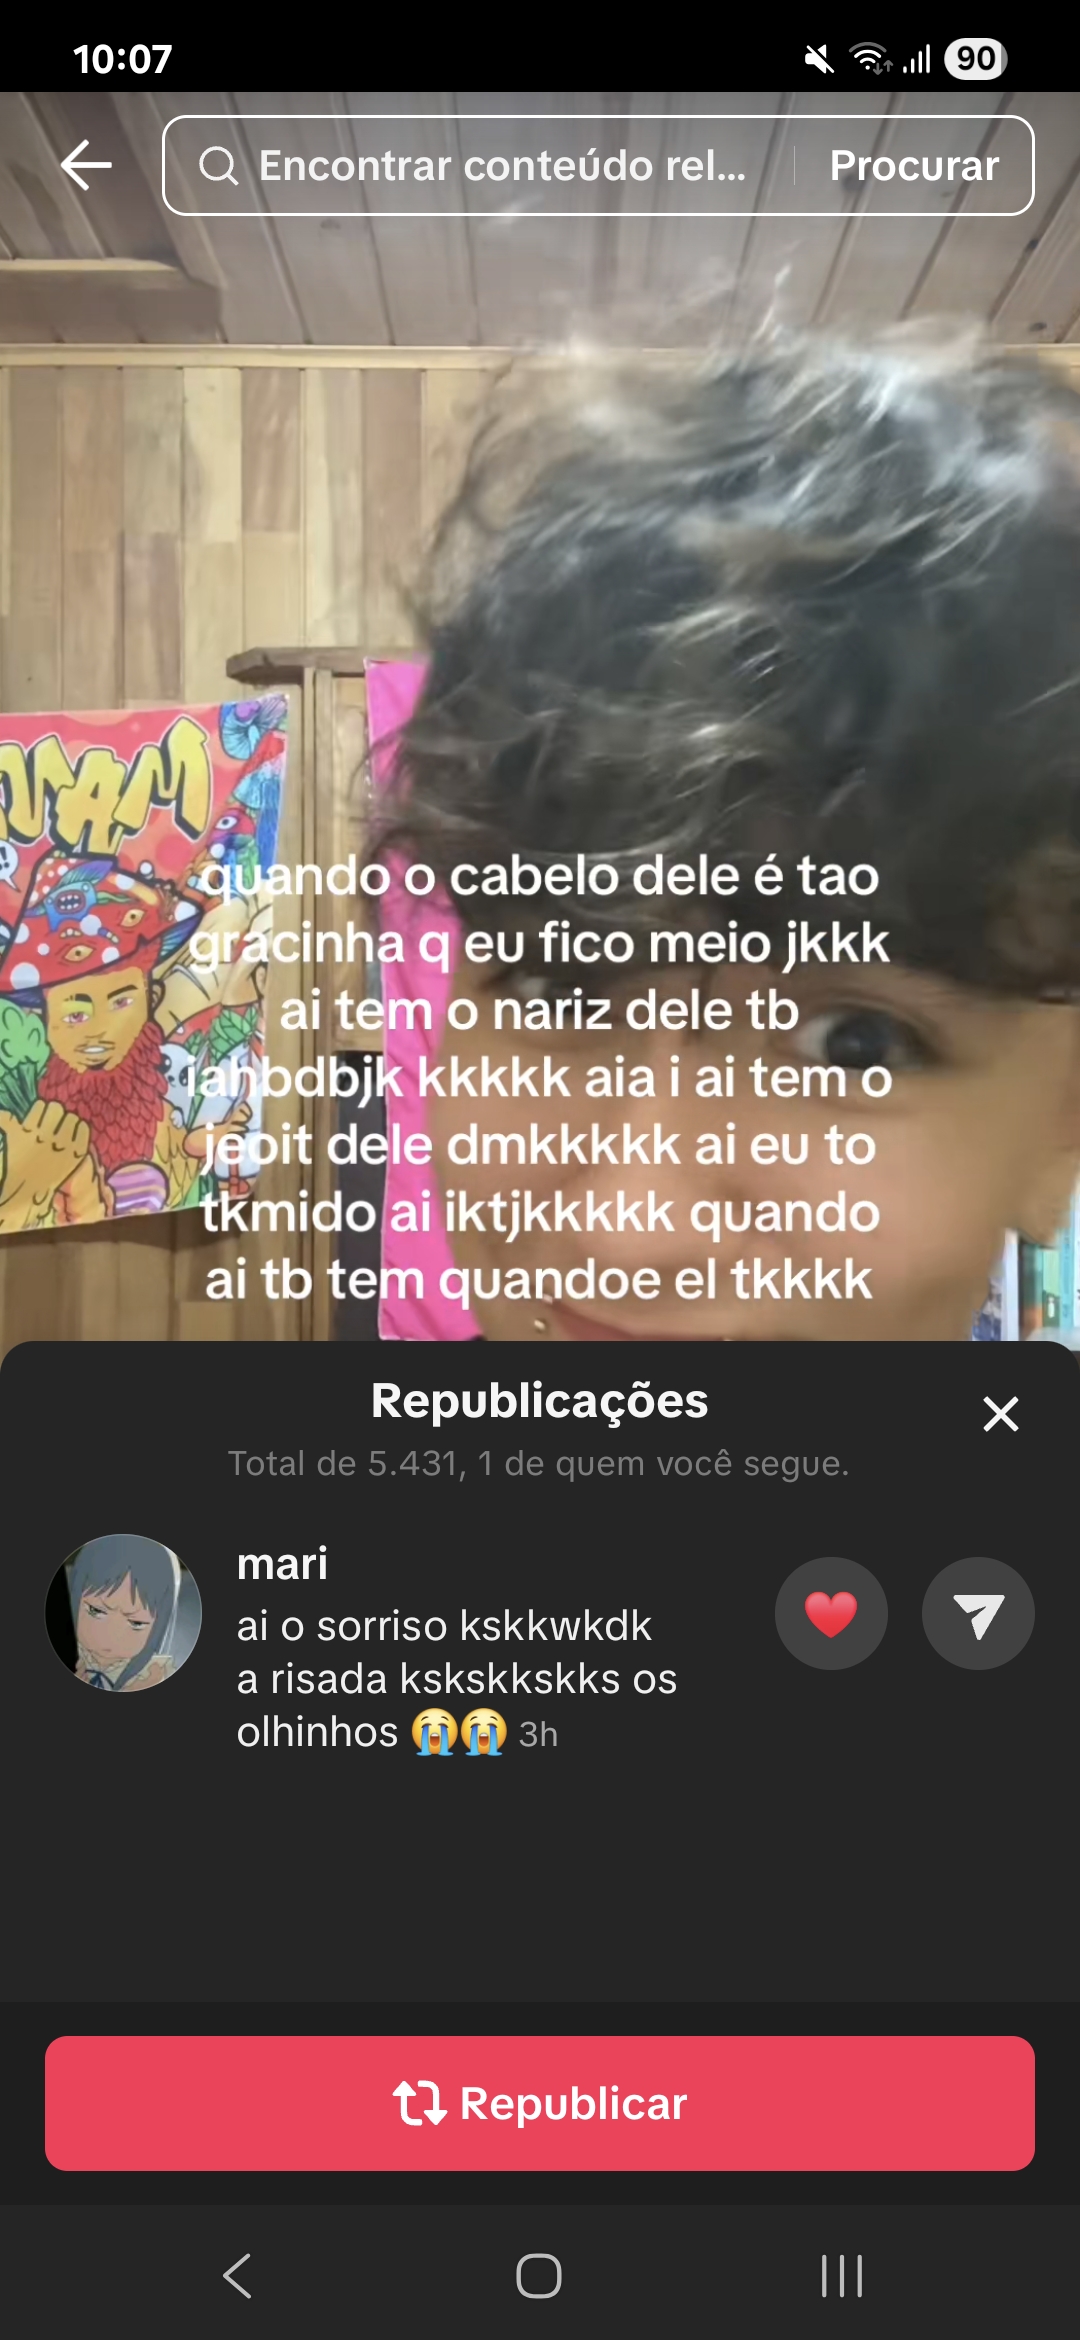 10:07
90
Encontrar conteúdo rel... Procurar
quando o cabelo dele é tao
gracinha q eu fico meio jkkk
ai tem o nariz dele tb
iahbdbjk kkkkk aia i ai tem o
jeoit dele dmkkkkk ai eu to
tkmido ai iktjkkkkk quando
ai tb tem quandoe el tkkkk
Republicações
Total de 5.431, 1 de quem você segue.
mari
ai o sorriso kskkwkdk
a risada kskskkskks os
olhinhos 😭😭 3h
Republicar